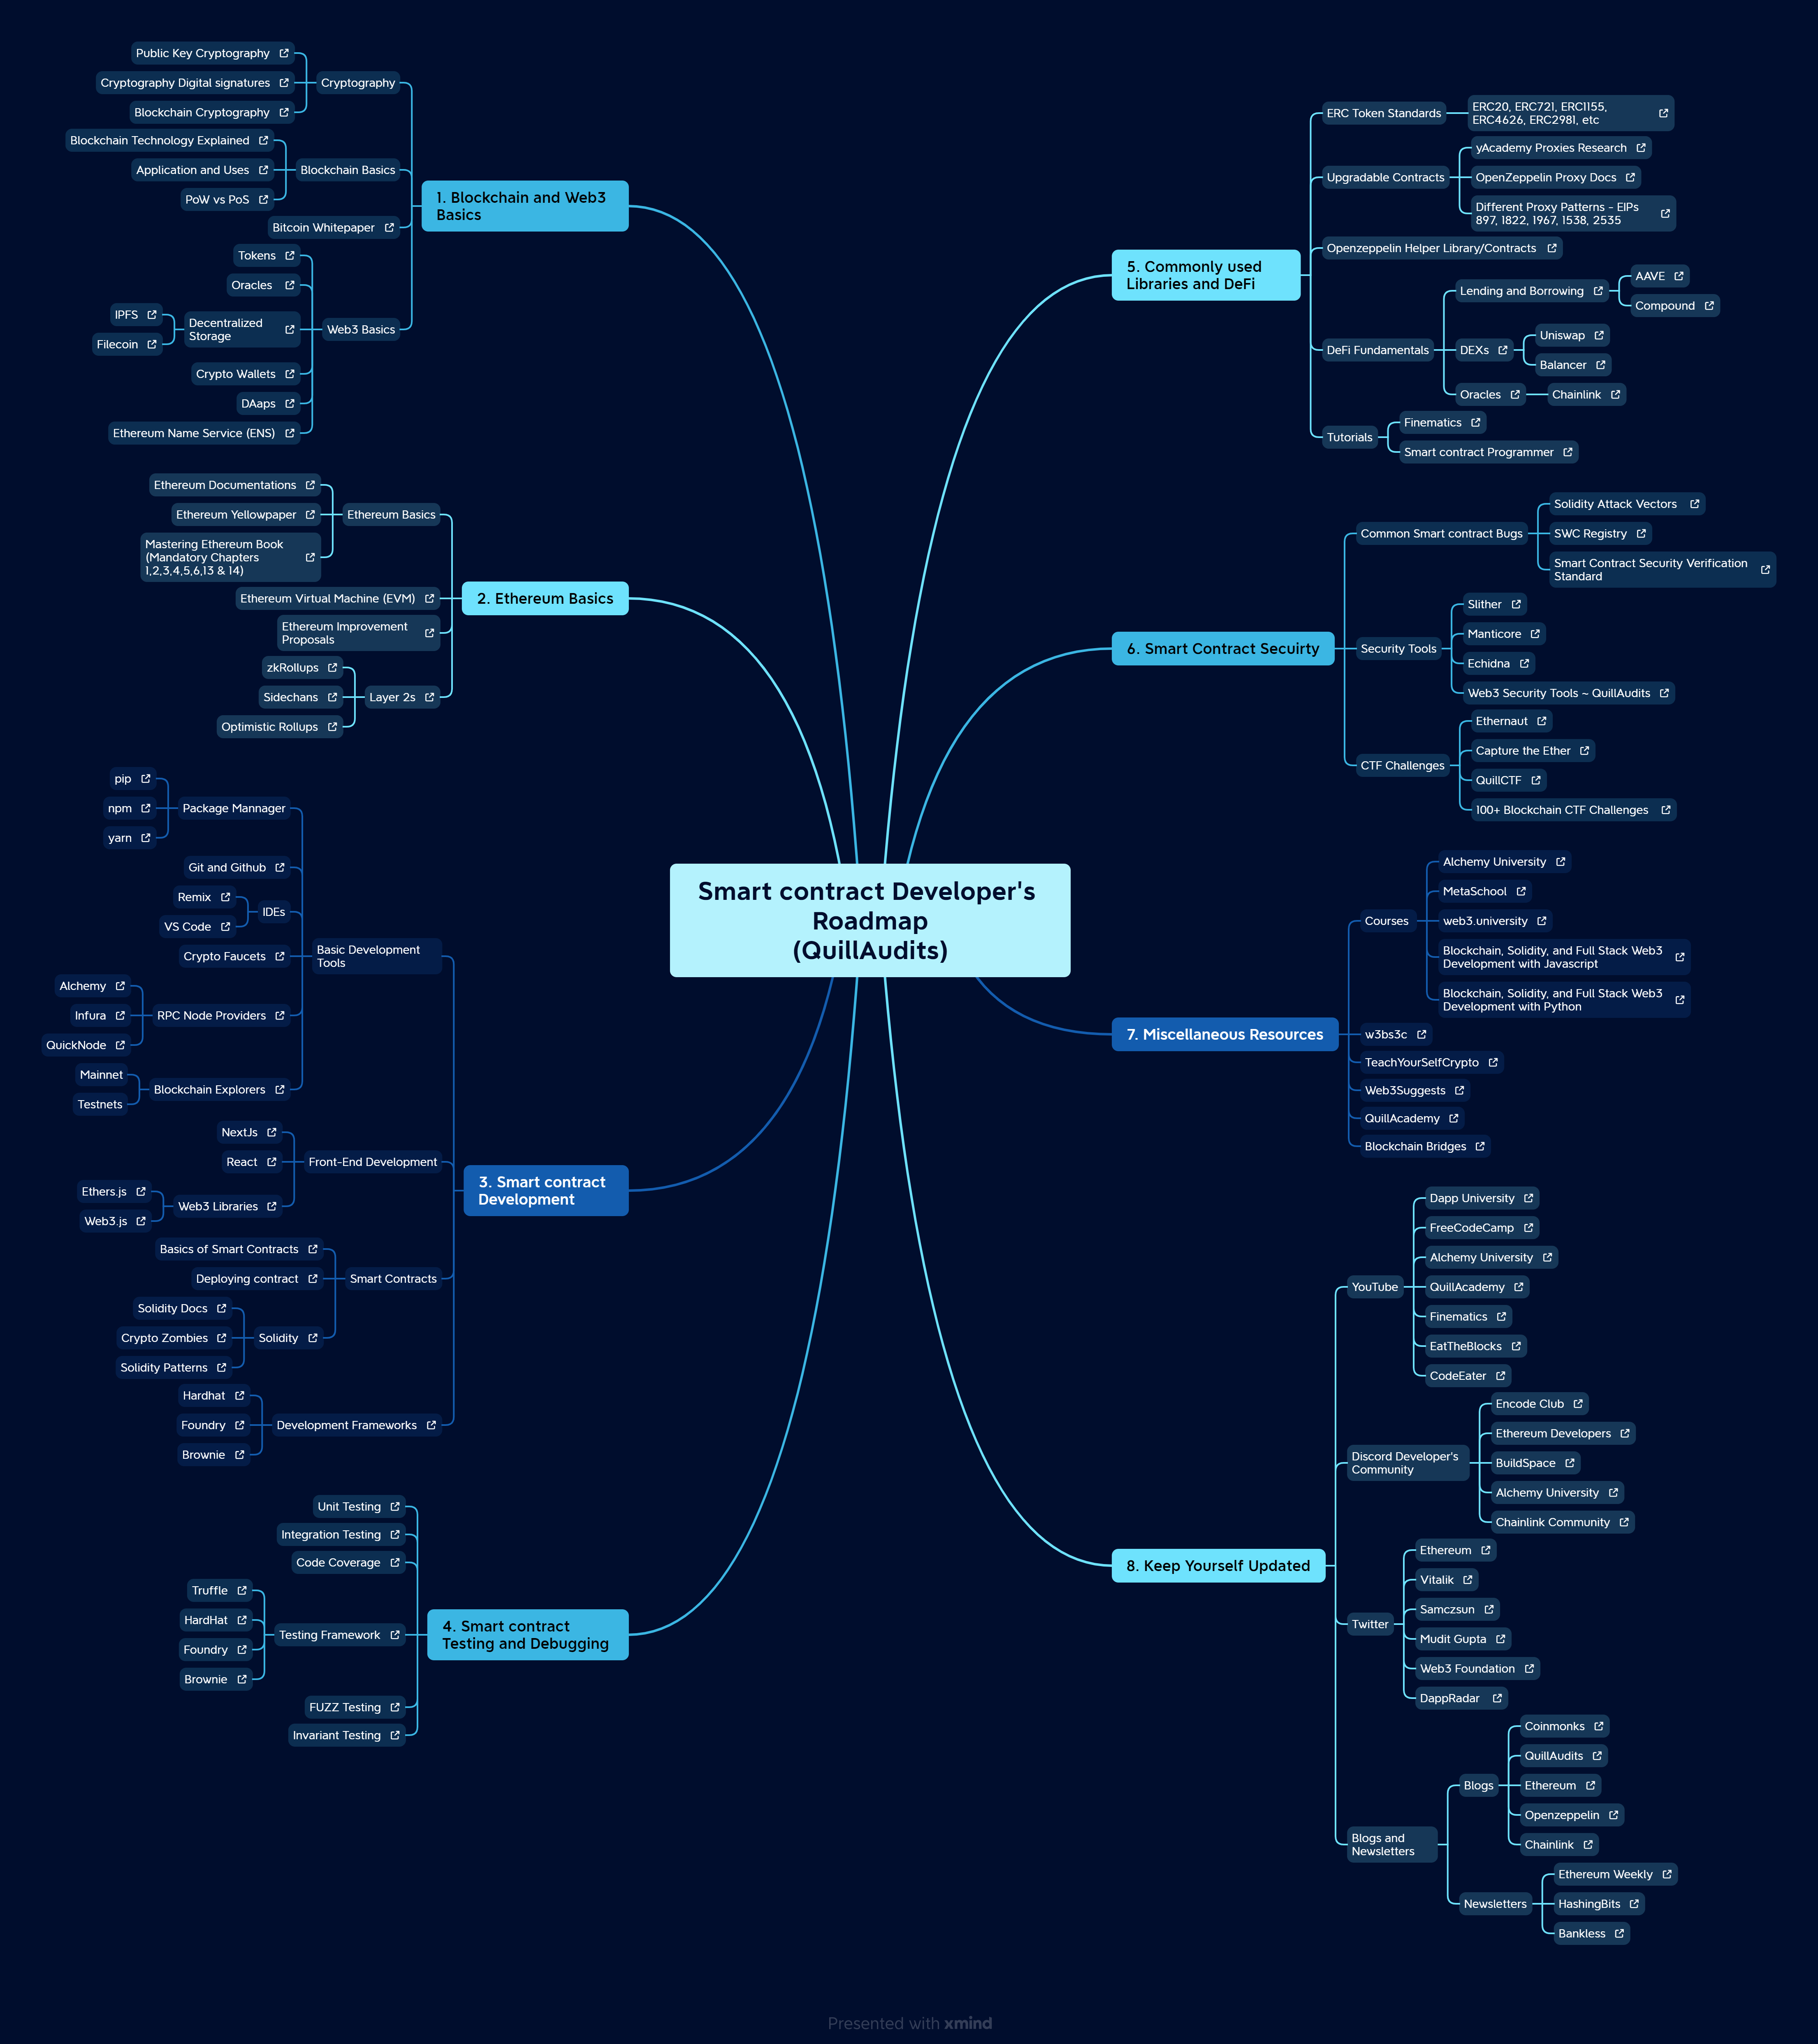 Smart contract Developer's
Roadmap
(QuillAudits)
1. Blockchain and Web3
Basics
Cryptography
Public Key Cryptography
Cryptography Digital signatures
Blockchain Cryptography
Blockchain Basics
Blockchain Technology Explained
Application and Uses
PoW vs PoS
Bitcoin Whitepaper
Web3 Basics
Tokens
Oracles
Decentralized
Storage
IPFS
Filecoin
Crypto Wallets
DAaps
Ethereum Name Service (ENS)
2. Ethereum Basics
Ethereum Basics
Ethereum Documentations
Ethereum Yellowpaper
Mastering Ethereum Book
(Mandatory Chapters
1,2,3,4,5,6,13 & 14)
Ethereum Virtual Machine (EVM)
Ethereum Improvement
Proposals
Layer 2s
zkRollups
Sidechans
Optimistic Rollups
3. Smart contract
Development
Basic Development
Tools
Package Mannager
pip
npm
yarn
Git and Github
IDEs
Remix
VS Code
Crypto Faucets
RPC Node Providers
Alchemy
Infura
QuickNode
Blockchain Explorers
Mainnet
Testnets
Front-End Development
NextJs
React
Web3 Libraries
Ethers.js
Web3.js
Smart Contracts
Basics of Smart Contracts
Deploying contract
Solidity
Solidity Docs
Crypto Zombies
Solidity Patterns
Development Frameworks
Hardhat
Foundry
Brownie
4. Smart contract
Testing and Debugging
Unit Testing
Integration Testing
Code Coverage
Testing Framework
Truffle
HardHat
Foundry
Brownie
FUZZ Testing
Invariant Testing
5. Commonly used
Libraries and DeFi
ERC Token Standards
ERC20, ERC721, ERC1155,
ERC4626, ERC2981, etc
Upgradable Contracts
yAcademy Proxies Research
OpenZeppelin Proxy Docs
Different Proxy Patterns - EIPs
897, 1822, 1967, 1538, 2535
Openzeppelin Helper Library/Contracts
DeFi Fundamentals
Lending and Borrowing
AAVE
Compound
DEXs
Uniswap
Balancer
Oracles
Chainlink
Tutorials
Finematics
Smart contract Programmer
6. Smart Contract Secuirty
Common Smart contract Bugs
Solidity Attack Vectors
SWC Registry
Smart Contract Security Verification
Standard
Security Tools
Slither
Manticore
Echidna
Web3 Security Tools ~ QuillAudits
CTF Challenges
Ethernaut
Capture the Ether
QuillCTF
100+ Blockchain CTF Challenges
7. Miscellaneous Resources
Courses
Alchemy University
MetaSchool
web3.university
Blockchain, Solidity, and Full Stack Web3
Development with Javascript
Blockchain, Solidity, and Full Stack Web3
Development with Python
w3bs3c
TeachYourSelfCrypto
Web3Suggests
QuillAcademy
Blockchain Bridges
8. Keep Yourself Updated
YouTube
Dapp University
FreeCodeCamp
Alchemy University
QuillAcademy
Finematics
EatTheBlocks
CodeEater
Discord Developer's
Community
Encode Club
Ethereum Developers
BuildSpace
Alchemy University
Chainlink Community
Twitter
Ethereum
Vitalik
Samczsun
Mudit Gupta
Web3 Foundation
DappRadar
Blogs and
Newsletters
Blogs
Coinmonks
QuillAudits
Ethereum
Openzeppelin
Chainlink
Newsletters
Ethereum Weekly
HashingBits
Bankless
Presented with xmind